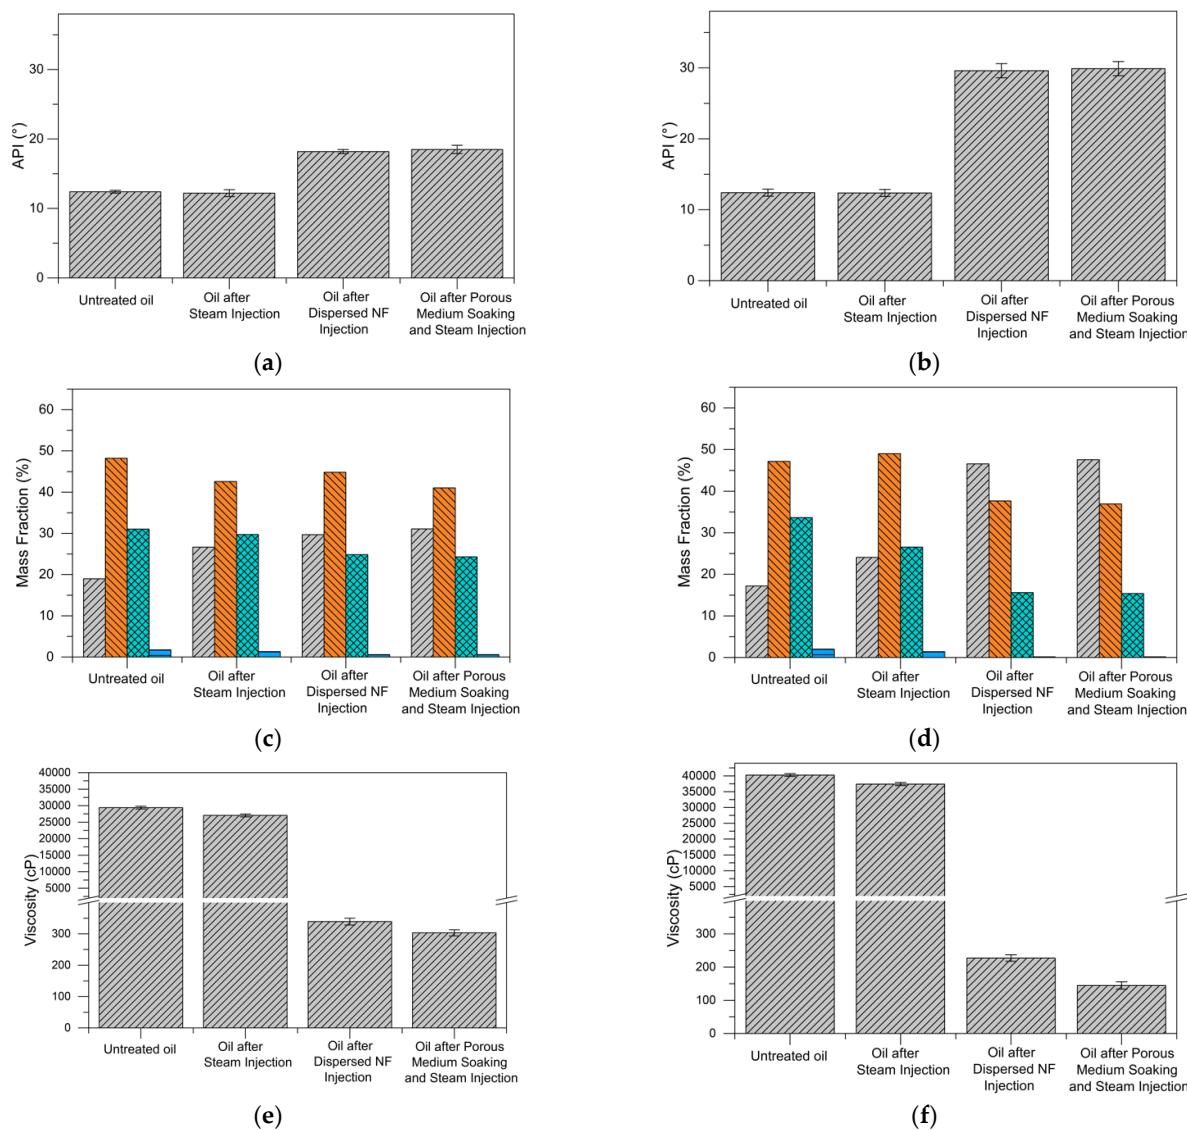 API (°)
30
20
10
0
Untreated oil
Oil after
Steam Injection
Oil after
Dispersed NF
Injection
Oil after Porous
Medium Soaking
and Steam Injection
(a)
API (°)
30
20
10
0
Untreated oil
Oil after
Steam Injection
Oil after
Dispersed NF
Injection
Oil after Porous
Medium Soaking
and Steam Injection
(b)
Mass Fraction (%)
60
50
40
30
20
10
0
Untreated oil
Oil after
Steam Injection
Oil after
Dispersed NF
Injection
Oil after Porous
Medium Soaking
and Steam Injection
(c)
Mass Fraction (%)
60
50
40
30
20
10
0
Untreated oil
Oil after
Steam Injection
Oil after
Dispersed NF
Injection
Oil after Porous
Medium Soaking
and Steam Injection
(d)
Viscosity (cP)
40000
35000
30000
25000
20000
15000
10000
5000
300
200
100
0
Untreated oil
Oil after
Steam Injection
Oil after
Dispersed NF
Injection
Oil after Porous
Medium Soaking
and Steam Injection
(e)
Viscosity (cP)
40000
35000
30000
25000
20000
15000
10000
5000
300
200
100
0
Untreated oil
Oil after
Steam Injection
Oil after
Dispersed NF
Injection
Oil after Porous
Medium Soaking
and Steam Injection
(f)